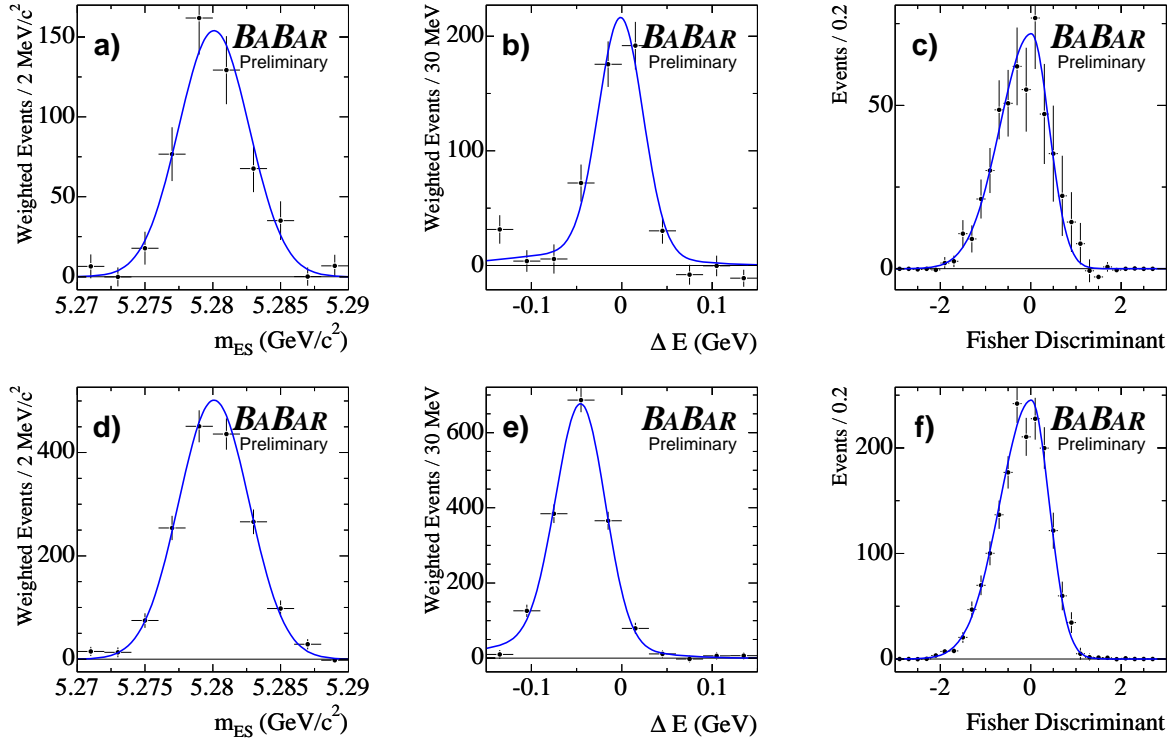 a)
BABAR
Preliminary
Weighted Events / 2 MeV/c²
150
100
50
0
5.27 5.275 5.28 5.285 5.29
m_ES (GeV/c²)
b)
BABAR
Preliminary
Weighted Events / 30 MeV
200
100
0
-0.1 0 0.1
Δ E (GeV)
c)
BABAR
Preliminary
Events / 0.2
50
0
-2 0 2
Fisher Discriminant
d)
BABAR
Preliminary
Weighted Events / 2 MeV/c²
400
200
0
5.27 5.275 5.28 5.285 5.29
m_ES (GeV/c²)
e)
BABAR
Preliminary
Weighted Events / 30 MeV
600
400
200
0
-0.1 0 0.1
Δ E (GeV)
f)
BABAR
Preliminary
Events / 0.2
200
100
0
-2 0 2
Fisher Discriminant